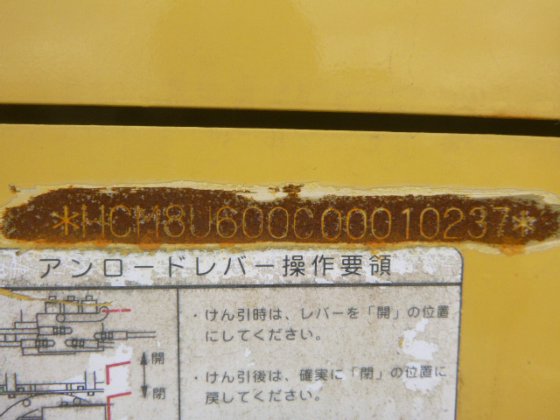 *HCM8U600C00010237*
アンロードレバー操作要領
・けん引時は、レバーを「開」の位置
にしてください。
・けん引後は、確実に「閉」の位置に
戻してください。
開
閉